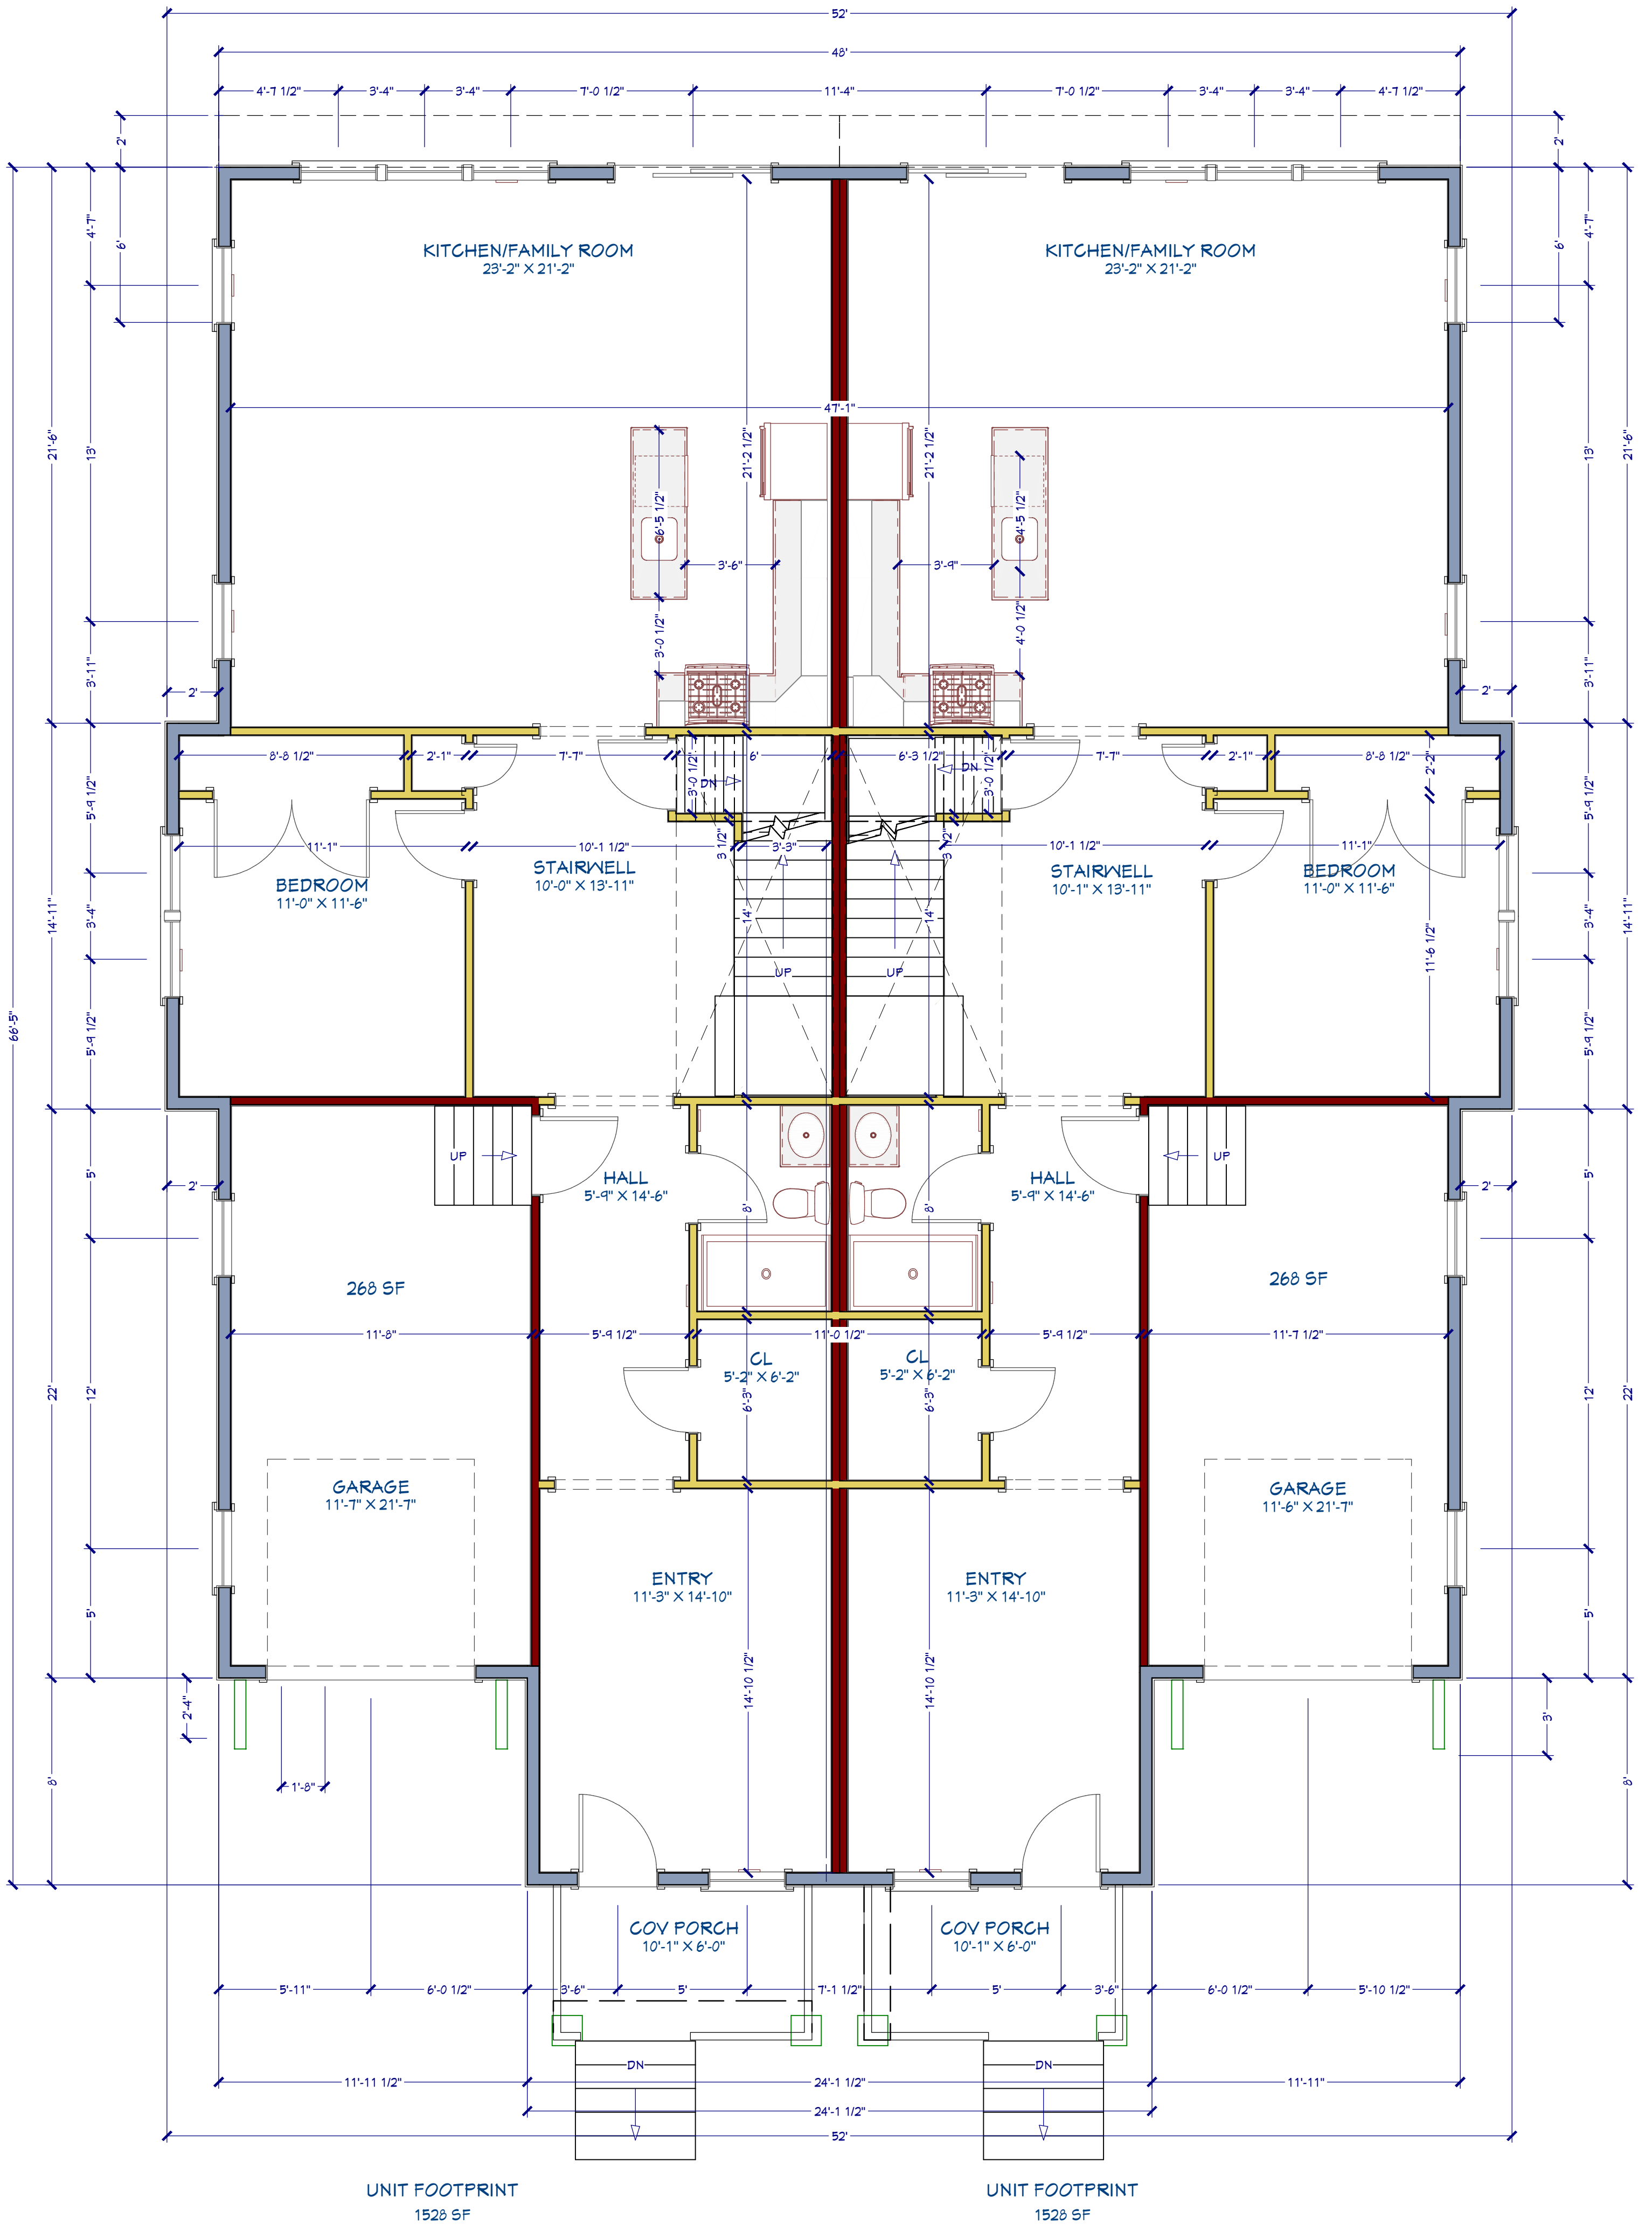 52'
48'
4'-7 1/2" 3'-4" 3'-4" 7'-0 1/2" 11'-4" 7'-0 1/2" 3'-4" 3'-4" 4'-7 1/2"
2' 2'
4'-7" 6' 6' 4'-7"
KITCHEN/FAMILY ROOM KITCHEN/FAMILY ROOM
23'-2" X 21'-2" 23'-2" X 21'-2"
47'-1"
21'-6" 13' 21'-2 1/2" 21'-2 1/2" 13' 21'-6"
6'-5 1/2" 4'-5 1/2"
3'-6" 3'-9"
3'-11" 3'-0 1/2" 4'-0 1/2" 3'-11"
2' 2'
8'-8 1/2" 2'-1" 7'-7" 6' 6'-3 1/2" 7'-7" 2'-1" 8'-8 1/2"
2'-2"
DN DN
3'-0 1/2" 3'-0 1/2"
5'-9 1/2" 5'-9 1/2"
3 1/2" 3 1/2"
11'-1" 10'-1 1/2" 3'-3" 10'-1 1/2" 11'-1"
STAIRWELL STAIRWELL
10'-0" X 13'-11" 10'-1" X 13'-11"
BEDROOM BEDROOM
11'-0" X 11'-6" 11'-0" X 11'-6"
14'-11" 3'-4" 14' 14' 3'-4" 14'-11"
11'-6 1/2"
UP UP
66'-5"
5'-9 1/2" 5'-9 1/2"
UP UP
5' 5'
2' 2'
HALL HALL
5'-9" X 14'-6" 5'-9" X 14'-6"
8' 8'
268 SF 268 SF
11'-8" 5'-9 1/2" 11'-0 1/2" 5'-9 1/2" 11'-7 1/2"
CL CL
5'-2" X 6'-2" 5'-2" X 6'-2"
22' 12' 6'-3" 6'-3" 12' 22'
GARAGE GARAGE
11'-7" X 21'-7" 11'-6" X 21'-7"
ENTRY ENTRY
11'-3" X 14'-10" 11'-3" X 14'-10"
5' 5'
14'-10 1/2" 14'-10 1/2"
2'-4" 3'
8' 8'
1'-8"
COV PORCH COV PORCH
10'-1" X 6'-0" 10'-1" X 6'-0"
5'-11" 6'-0 1/2" 3'-6" 5' 7'-1 1/2" 5' 3'-6" 6'-0 1/2" 5'-10 1/2"
DN DN
11'-11 1/2" 24'-1 1/2" 11'-11"
24'-1 1/2"
52'
UNIT FOOTPRINT UNIT FOOTPRINT
1528 SF 1528 SF